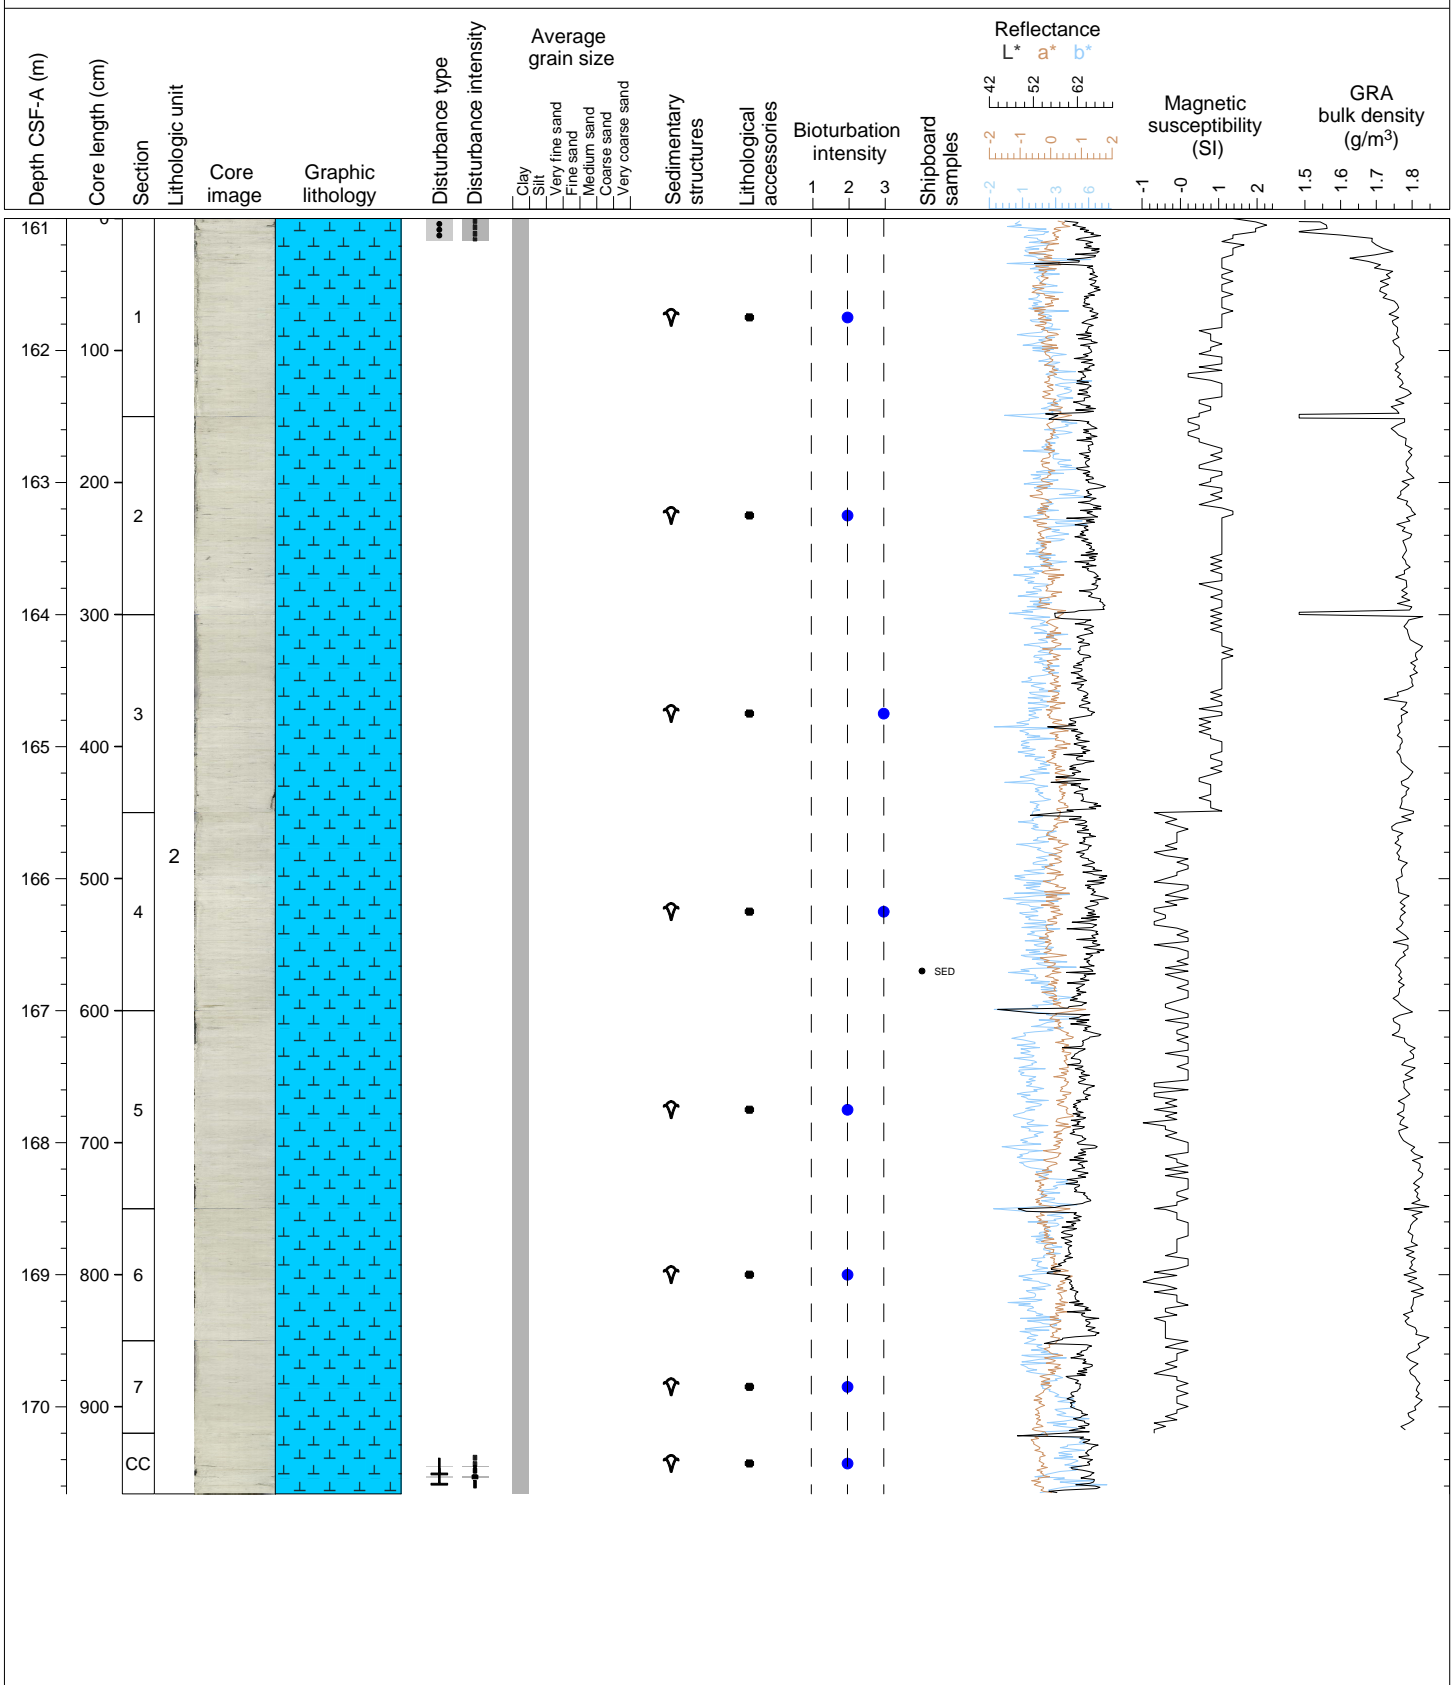 Depth CSF-A (m)
Core length (cm)
Section
Lithologic unit
Core
image
Graphic
lithology
Disturbance type
Disturbance intensity
Average
grain size
Clay
Silt
Very fine sand
Fine sand
Medium sand
Coarse sand
Very coarse sand
Sedimentary
structures
Lithological
accessories
Bioturbation
intensity
1 2 3
Shipboard
samples
Reflectance
L* a* b*
42 52 62
-2 -1 0 1 2
-2 1 3 6
Magnetic
susceptibility
(SI)
-1 -0 1 2
GRA
bulk density
(g/m³)
1.5 1.6 1.7 1.8
161 0
1
162 100
163 200
2
164 300
3
165 400
2
166 500
4
SED
167 600
5
168 700
169 800 6
7
170 900
CC